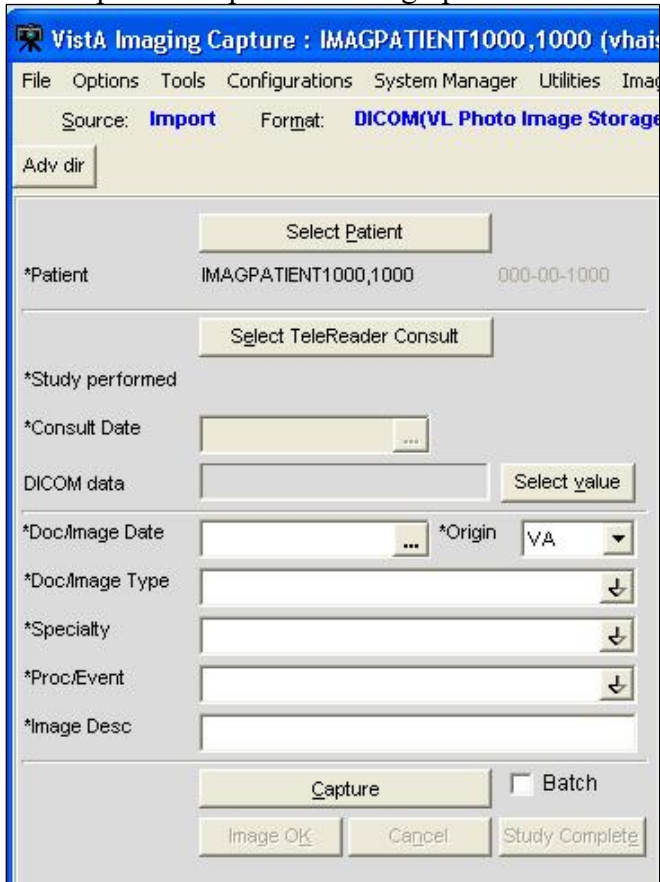 VistA Imaging Capture : IMAGPATIENT1000,1000 (vhais
File Options Tools Configurations System Manager Utilities Imag
Source: Import Format: DICOM(VL Photo Image Storage
Adv dir
Select Patient
*Patient IMAGPATIENT1000,1000 000-00-1000
Select TeleReader Consult
*Study performed
*Consult Date ...
DICOM data Select value
*Doc/Image Date ... *Origin VA
*Doc/Image Type
*Specialty
*Proc/Event
*Image Desc
Capture Batch
Image OK Cancel Study Complete